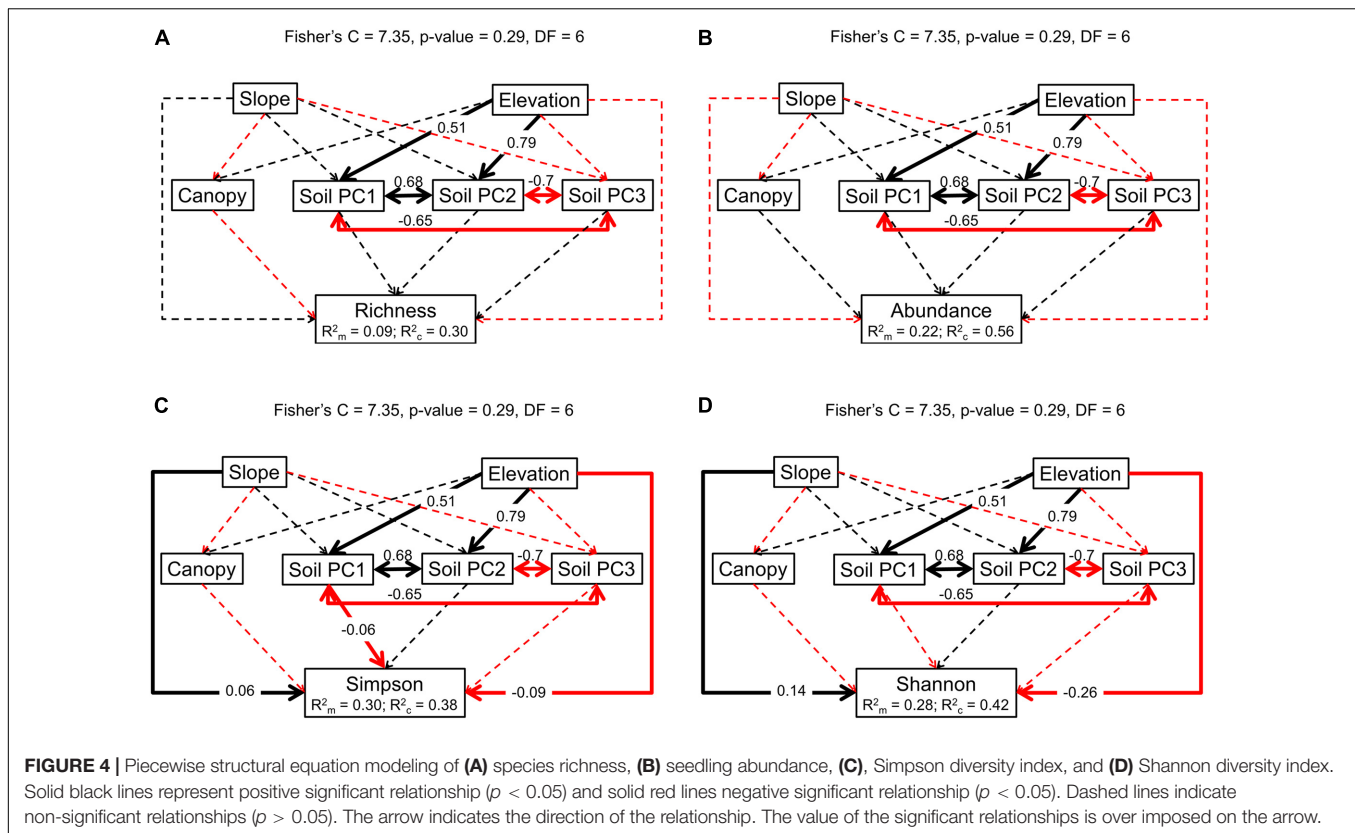 A
Fisher's C = 7.35, p-value = 0.29, DF = 6
Slope
Elevation
0.51
0.79
Canopy
Soil PC1
0.68
Soil PC2
-0.7
Soil PC3
-0.65
Richness
R²m = 0.09; R²c = 0.30
B
Fisher's C = 7.35, p-value = 0.29, DF = 6
Slope
Elevation
0.51
0.79
Canopy
Soil PC1
0.68
Soil PC2
-0.7
Soil PC3
-0.65
Abundance
R²m = 0.22; R²c = 0.56
C
Fisher's C = 7.35, p-value = 0.29, DF = 6
Slope
Elevation
0.51
0.79
Canopy
Soil PC1
0.68
Soil PC2
-0.7
Soil PC3
-0.65
-0.06
0.06
Simpson
-0.09
R²m = 0.30; R²c = 0.38
D
Fisher's C = 7.35, p-value = 0.29, DF = 6
Slope
Elevation
0.51
0.79
Canopy
Soil PC1
0.68
Soil PC2
-0.7
Soil PC3
-0.65
0.14
Shannon
-0.26
R²m = 0.28; R²c = 0.42
FIGURE 4 | Piecewise structural equation modeling of (A) species richness, (B) seedling abundance, (C), Simpson diversity index, and (D) Shannon diversity index.
Solid black lines represent positive significant relationship (p < 0.05) and solid red lines negative significant relationship (p < 0.05). Dashed lines indicate
non-significant relationships (p > 0.05). The arrow indicates the direction of the relationship. The value of the significant relationships is over imposed on the arrow.